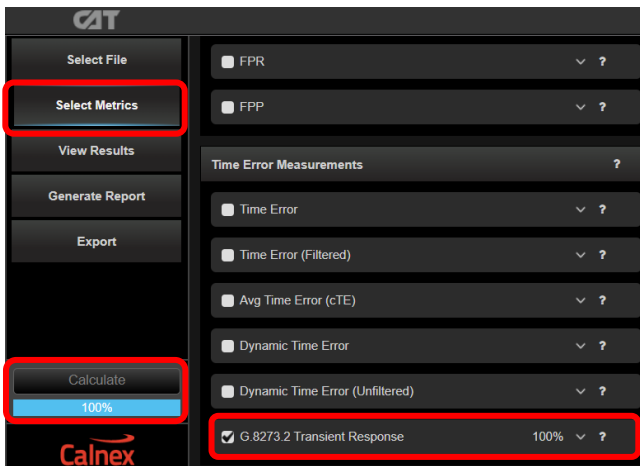 CAT
Select File
Select Metrics
View Results
Generate Report
Export
Calculate
100%
Calnex
FPR ?
FPP ?
Time Error Measurements ?
Time Error ?
Time Error (Filtered) ?
Avg Time Error (cTE) ?
Dynamic Time Error ?
Dynamic Time Error (Unfiltered) ?
G.8273.2 Transient Response 100% ?